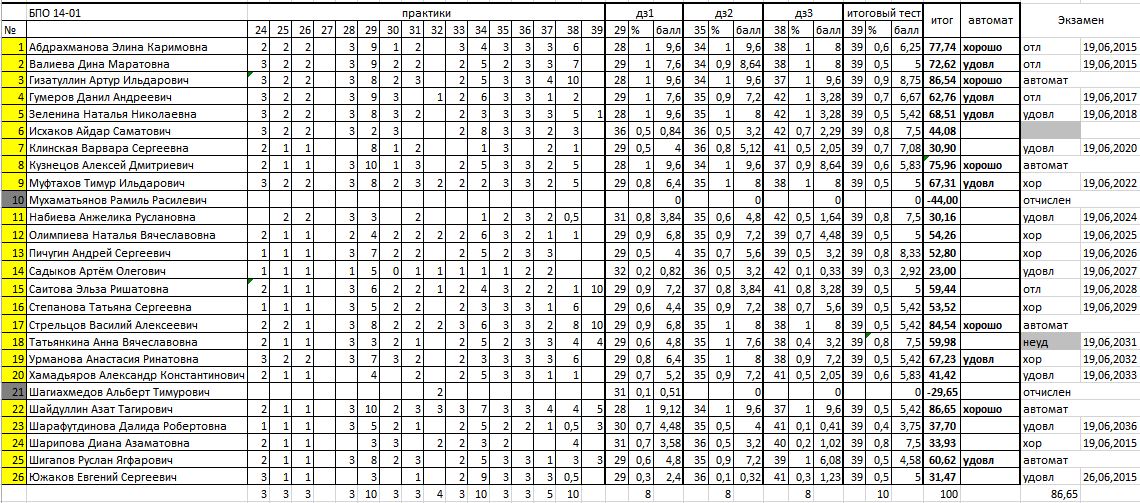 БПО 14-01 практики дз1 дз2 дз3 итоговый тест итог автомат Экзамен
№ 24 25 26 27 28 29 30 31 32 33 34 35 36 37 38 39 29 % балл 35 % балл 38 % балл 39 % балл
1 Абдрахманова Элина Каримовна 2 2 2 3 9 1 2 3 4 3 3 3 6 28 1 9,6 34 1 9,6 38 1 8 39 0,6 6,25 77,74 хорошо отл 19,06,2015
2 Валиева Дина Маратовна 3 2 2 3 9 2 2 2 5 2 3 3 7 29 1 7,6 34 0,9 8,64 38 1 8 39 0,5 5 72,62 удовл отл 19,06,2015
3 Гизатуллин Артур Ильдарович 3 2 2 3 8 2 3 2 5 3 3 4 10 28 1 9,6 34 1 9,6 37 1 9,6 39 0,9 8,75 86,54 хорошо автомат
4 Гумеров Данил Андреевич 3 2 2 3 9 3 1 2 6 3 3 1 2 29 1 7,6 35 0,9 7,2 42 1 3,28 39 0,7 6,67 62,76 удовл отл 19,06,2017
5 Зеленина Наталья Николаевна 3 2 2 3 8 2 2 2 3 3 3 3 5 1 28 1 9,6 35 1 8 42 1 3,28 39 0,5 5,42 68,51 удовл удовл 19,06,2018
6 Исхаков Айдар Саматович 3 2 2 3 2 3 2 8 3 3 2 3 36 0,5 0,84 36 0,5 3,2 42 0,7 2,29 39 0,8 7,5 44,08
7 Клинская Варвара Сергеевна 2 1 1 8 1 2 1 3 1 2 29 0,5 4 36 0,8 5,12 41 0,5 2,05 39 0,7 7,08 30,90 удовл 19,06,2020
8 Кузнецов Алексей Дмитриевич 2 1 1 3 10 1 3 2 5 3 3 2 5 28 1 9,6 34 1 9,6 37 0,9 8,64 39 0,6 5,83 75,96 хорошо автомат
9 Муфтахов Тимур Ильдарович 3 2 2 3 8 2 3 2 2 3 3 2 5 29 0,8 6,4 35 1 8 38 1 8 39 0,5 5 67,31 удовл хор 19,06,2022
10 Мухаматьянов Рамиль Расилевич 0 0 0 0 -44,00 отчислен
11 Набиева Анжелика Руслановна 2 2 3 3 2 1 2 3 2 0,5 31 0,8 3,84 35 0,6 4,8 42 0,5 1,64 39 0,8 7,5 30,16 удовл 19,06,2024
12 Олимпиева Наталья Вячеславовна 2 1 1 2 4 2 2 2 2 6 3 2 1 1 29 0,9 6,8 35 0,9 7,2 39 0,7 4,48 39 0,5 5 54,26 хор 19,06,2025
13 Пичугин Андрей Сергеевич 1 1 1 3 7 2 2 2 5 3 2 1 4 29 0,5 4 35 0,7 5,6 39 0,5 3,2 39 0,8 8,33 52,80 хор 19,06,2026
14 Садыков Артём Олегович 1 1 1 1 5 0 1 1 1 1 1 2 2 32 0,2 0,82 36 0,5 3,2 42 0,1 0,33 39 0,3 2,92 23,00 удовл 19,06,2027
15 Саитова Эльза Ришатовна 2 1 1 3 6 2 2 1 2 4 3 2 3 1 10 29 0,9 7,2 37 0,8 3,84 41 0,8 3,28 39 0,5 5 59,44 отл 19,06,2028
16 Степанова Татьяна Сергеевна 1 1 1 3 5 1 2 2 5 3 3 1 6 29 0,6 4,4 35 0,9 7,2 38 0,7 5,6 39 0,5 5,42 53,52 хор 19,06,2029
17 Стрельцов Василий Алексеевич 2 2 1 3 8 2 2 2 3 6 3 3 2 8 10 29 0,9 6,8 35 1 8 38 1 8 39 0,5 5,42 84,54 хорошо автомат
18 Татьянкина Анна Вячеславовна 2 1 1 3 5 2 2 2 5 3 2 3 4 4 29 0,6 4,8 35 1 7,6 38 0,4 3,2 39 0,8 7,5 59,98 неуд 19,06,2031
19 Урманова Анастасия Ринатовна 3 2 2 3 7 3 2 3 3 3 3 2 6 29 0,8 6,4 35 1 8 38 0,9 7,2 39 0,5 5,42 67,23 удовл хор 19,06,2032
20 Хамадьяров Александр Константинович 2 1 1 4 2 2 5 3 3 1 1 29 0,7 5,2 35 0,9 7,2 41 0,5 2,05 39 0,6 5,83 41,42 удовл 19,06,2033
21 Шагиахмедов Альберт Тимурович 2 31 0,1 0,51 0 0 0 -29,65 отчислен
22 Шайдуллин Азат Тагирович 2 1 1 3 10 2 3 3 3 7 3 3 4 4 5 28 1 9,12 34 1 9,6 37 1 9,6 39 0,5 5,42 86,65 хорошо автомат
23 Шарафутдинова Далида Робертовна 1 1 1 3 5 2 1 2 5 2 2 1 0,5 3 30 0,7 4,48 35 0,5 4 41 0,1 0,41 39 0,4 3,75 37,70 удовл 19,06,2036
24 Шарипова Диана Азаматовна 1 1 1 3 3 2 2 3 2 4 31 0,7 3,58 36 0,5 3,2 40 0,2 1,02 39 0,8 7,5 33,93 хор 19,06,2015
25 Шигапов Руслан Ягфарович 2 1 1 3 8 2 3 2 5 3 3 1 3 3 29 0,6 4,8 35 0,9 7,2 39 1 6,08 39 0,5 4,58 60,62 удовл автомат
26 Южаков Евгений Сергеевич 1 1 1 3 3 1 2 9 3 3 3 0,5 30 0,3 2,4 36 0,1 0,32 41 0,3 1,23 39 0,5 5 31,47 удовл 26,06,2015
3 3 3 3 10 3 3 4 3 10 3 3 5 10 8 8 8 10 100 86,65